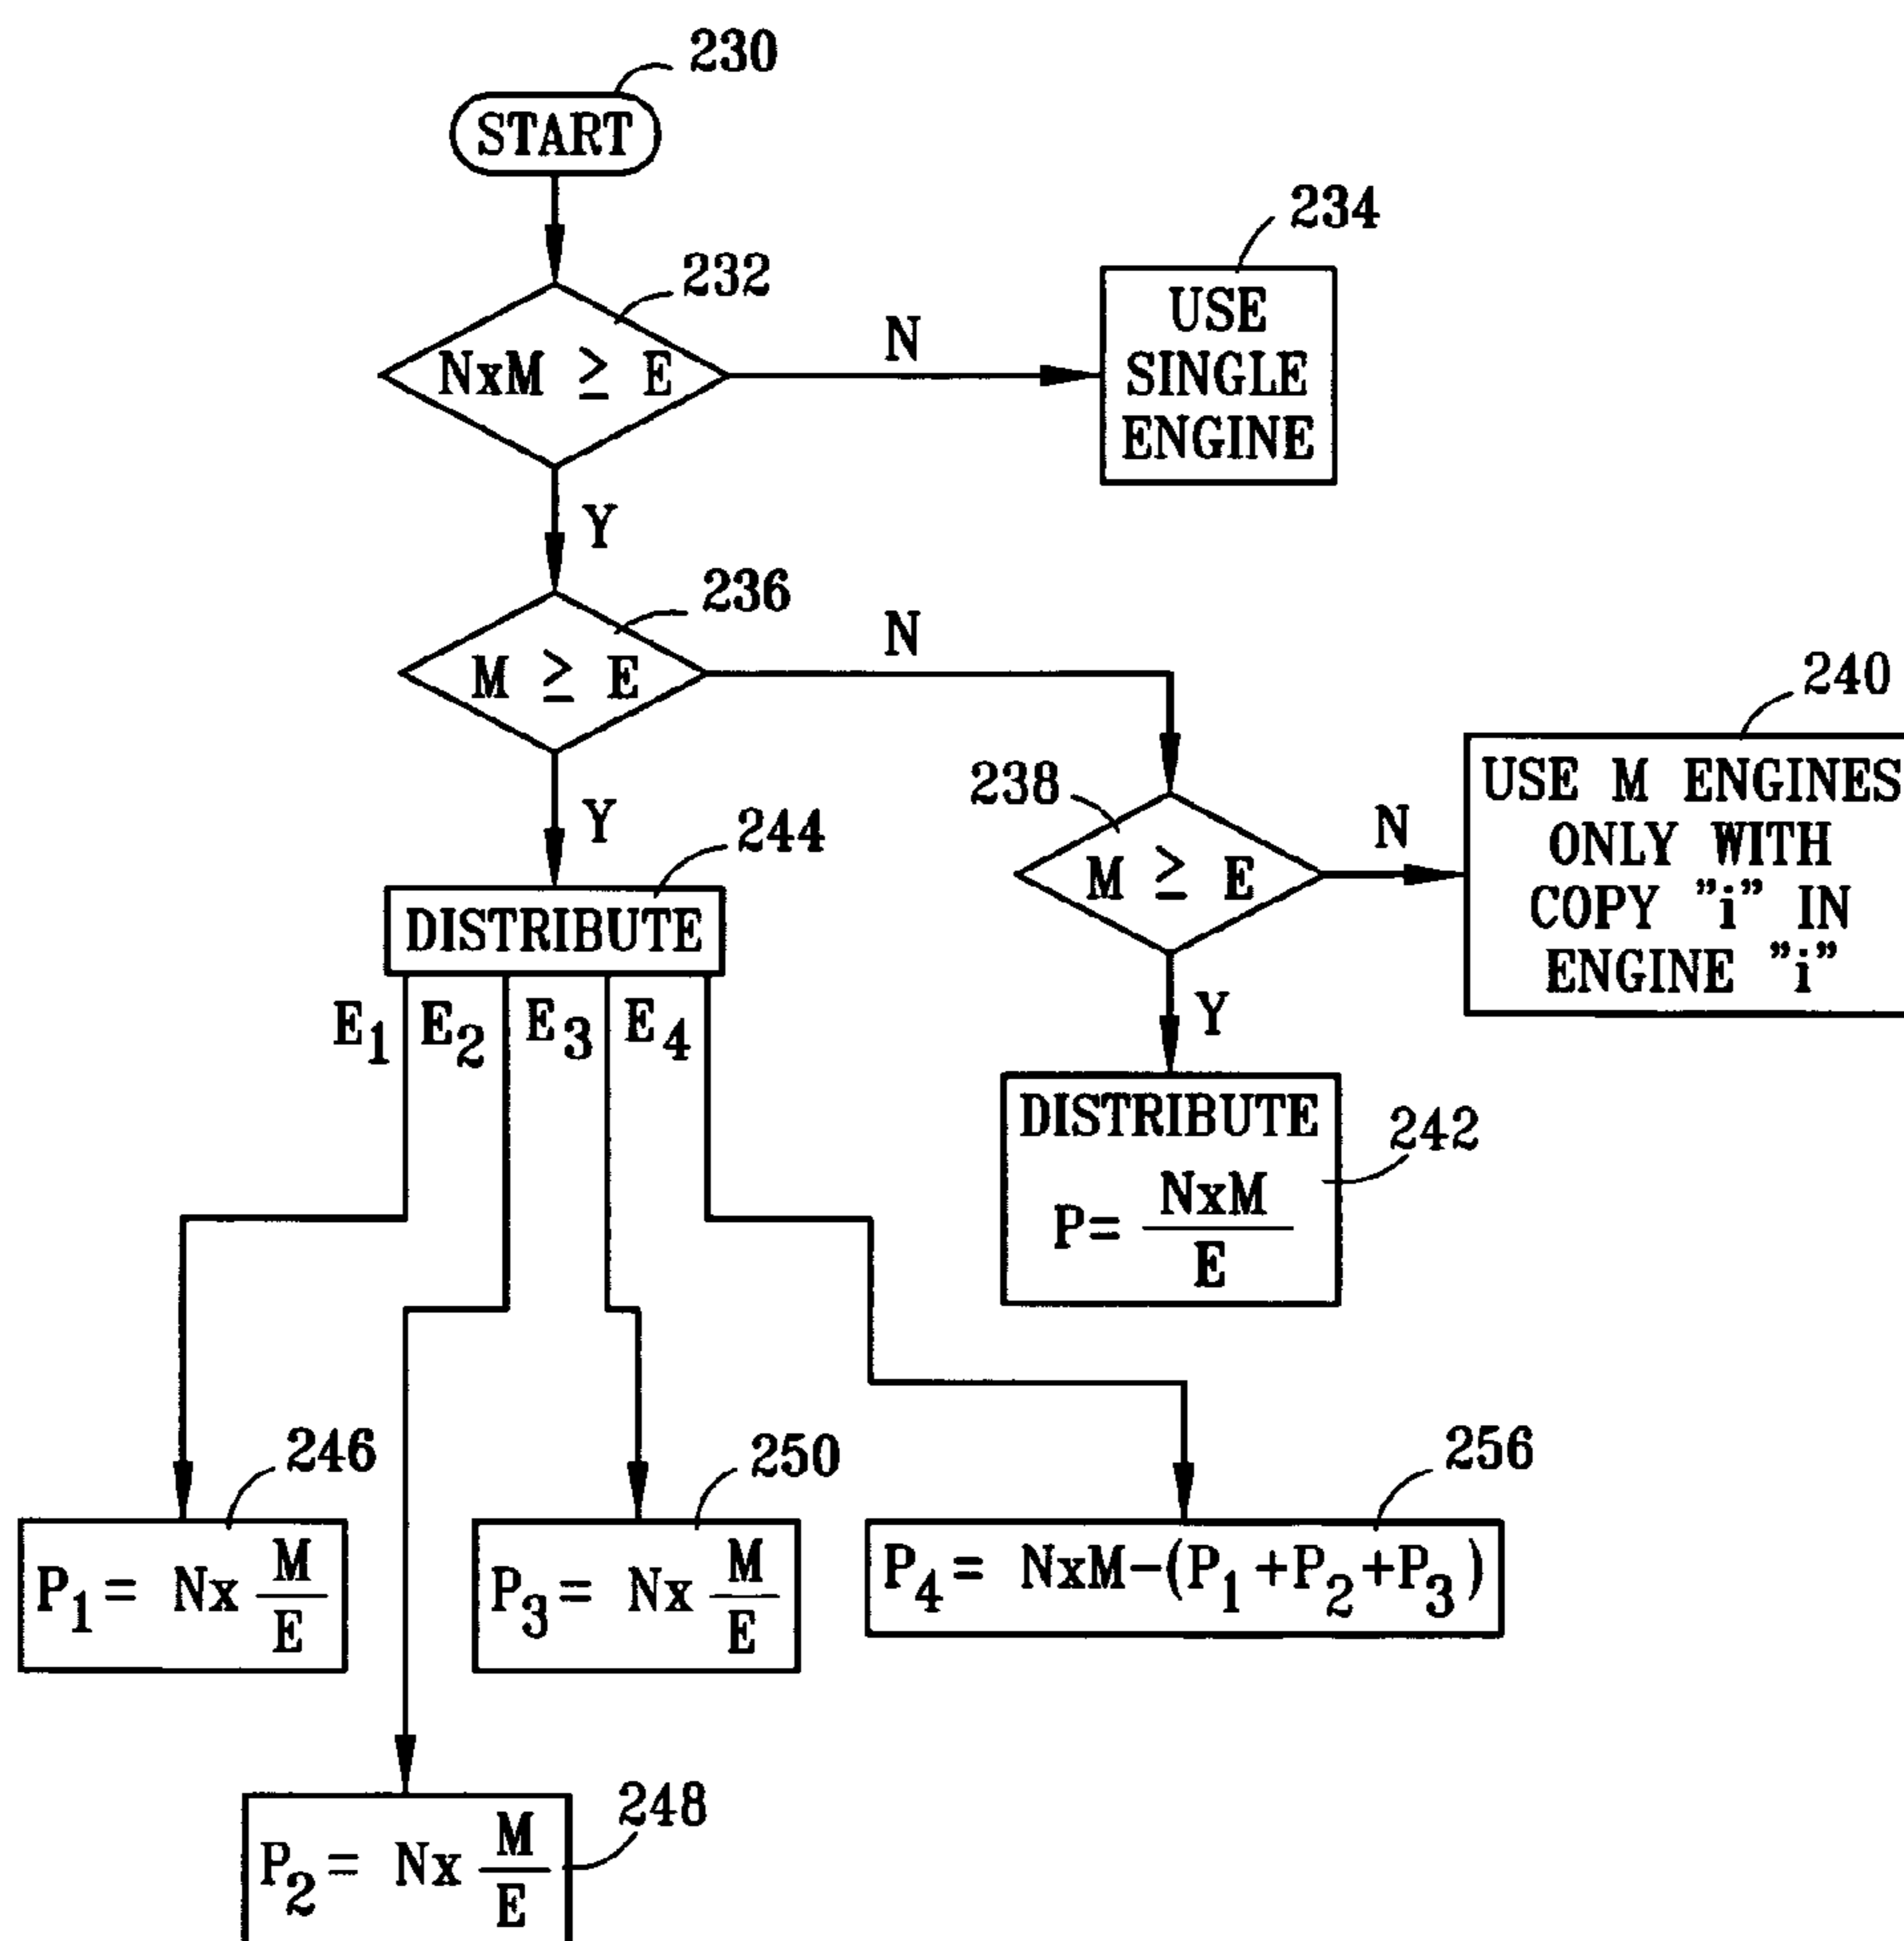 230
START
232
NxM ≥ E
N
234
USE
SINGLE
ENGINE
Y
236
M ≥ E
N
238
M ≥ E
N
240
USE M ENGINES
ONLY WITH
COPY "i" IN
ENGINE "i"
Y
Y
244
DISTRIBUTE
E1 E2 E3 E4
242
DISTRIBUTE
P= NxM/E
246
P1= Nx M/E
250
P3= Nx M/E
256
P4= NxM-(P1+P2+P3)
248
P2= Nx M/E